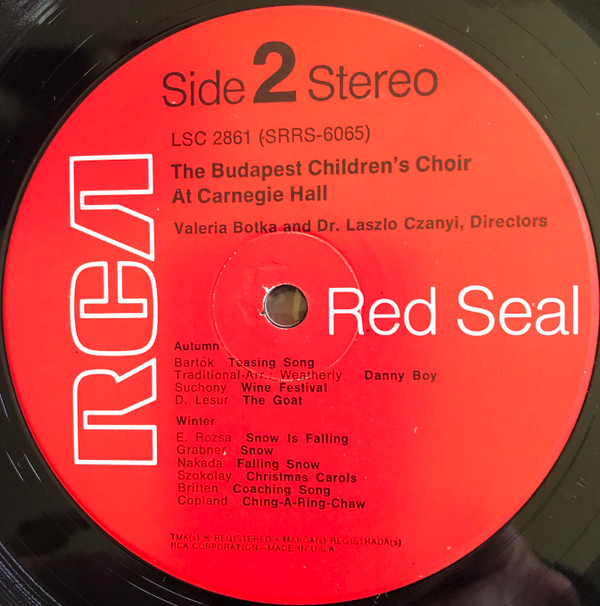 Side 2 Stereo
LSC 2861 (SRRS-6065)
The Budapest Children's Choir
At Carnegie Hall
Valeria Botka and Dr. Laszlo Czanyi, Directors
RCA
Red Seal
Autumn
Bartók Teasing Song
Traditional-Arr.: Weatherly Danny Boy
Suchony Wine Festival
D. Lesur The Goat
Winter
E. Rozsa Snow Is Falling
Grabner Snow
Nakada Falling Snow
Szokolay Christmas Carols
Britten Coaching Song
Copland Ching-A-Ring-Chaw
TMK(s) ® REGISTERED • MARCA(s) REGISTRADA(s)
RCA CORPORATION—MADE IN U.S.A.